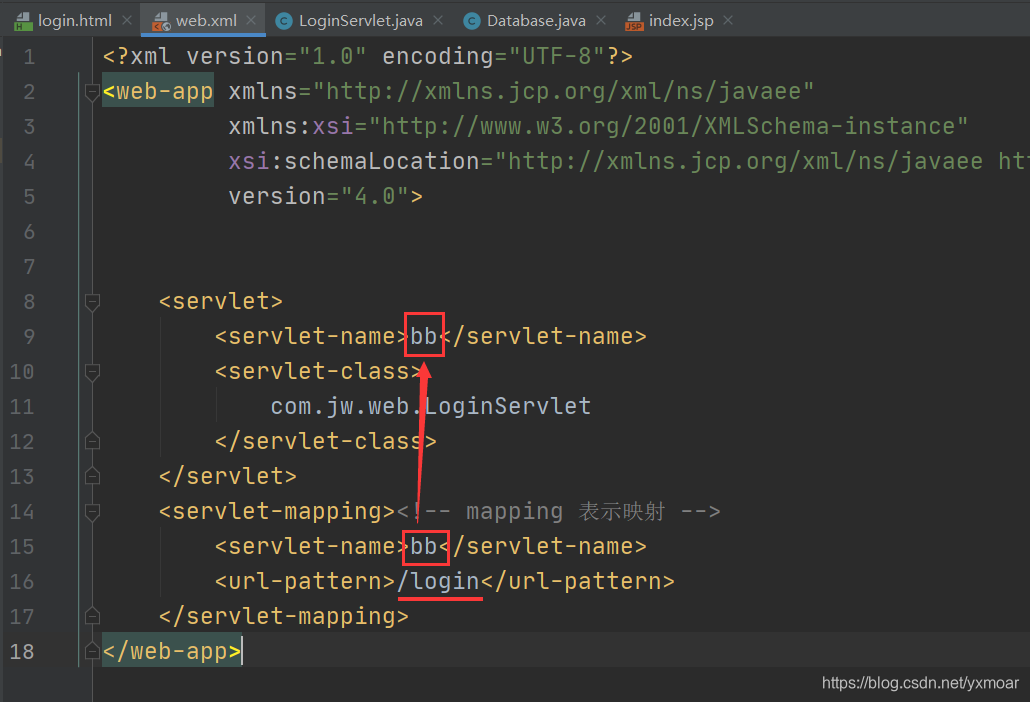 login.html web.xml LoginServlet.java Database.java index.jsp
1 <?xml version="1.0" encoding="UTF-8"?>
2 <web-app xmlns="http://xmlns.jcp.org/xml/ns/javaee"
3 xmlns:xsi="http://www.w3.org/2001/XMLSchema-instance"
4 xsi:schemaLocation="http://xmlns.jcp.org/xml/ns/javaee
5 version="4.0">
6
7
8 <servlet>
9 <servlet-name>bb</servlet-name>
10 <servlet-class>
11 com.jw.web.LoginServlet
12 </servlet-class>
13 </servlet>
14 <servlet-mapping><!-- mapping 表示映射 -->
15 <servlet-name>bb</servlet-name>
16 <url-pattern>/login</url-pattern>
17 </servlet-mapping>
18 </web-app>
https://blog.csdn.net/yxmoar